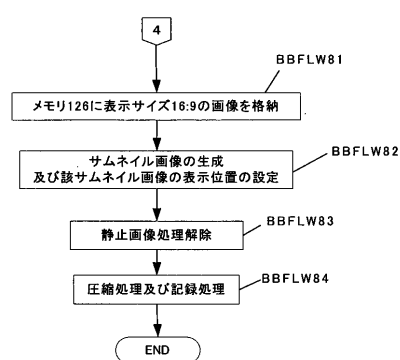 4
BBFLW81
メモリ126に表示サイズ16:9の画像を格納
BBFLW82
サムネイル画像の生成
及び該サムネイル画像の表示位置の設定
BBFLW83
静止画像処理解除
BBFLW84
圧縮処理及び記録処理
END